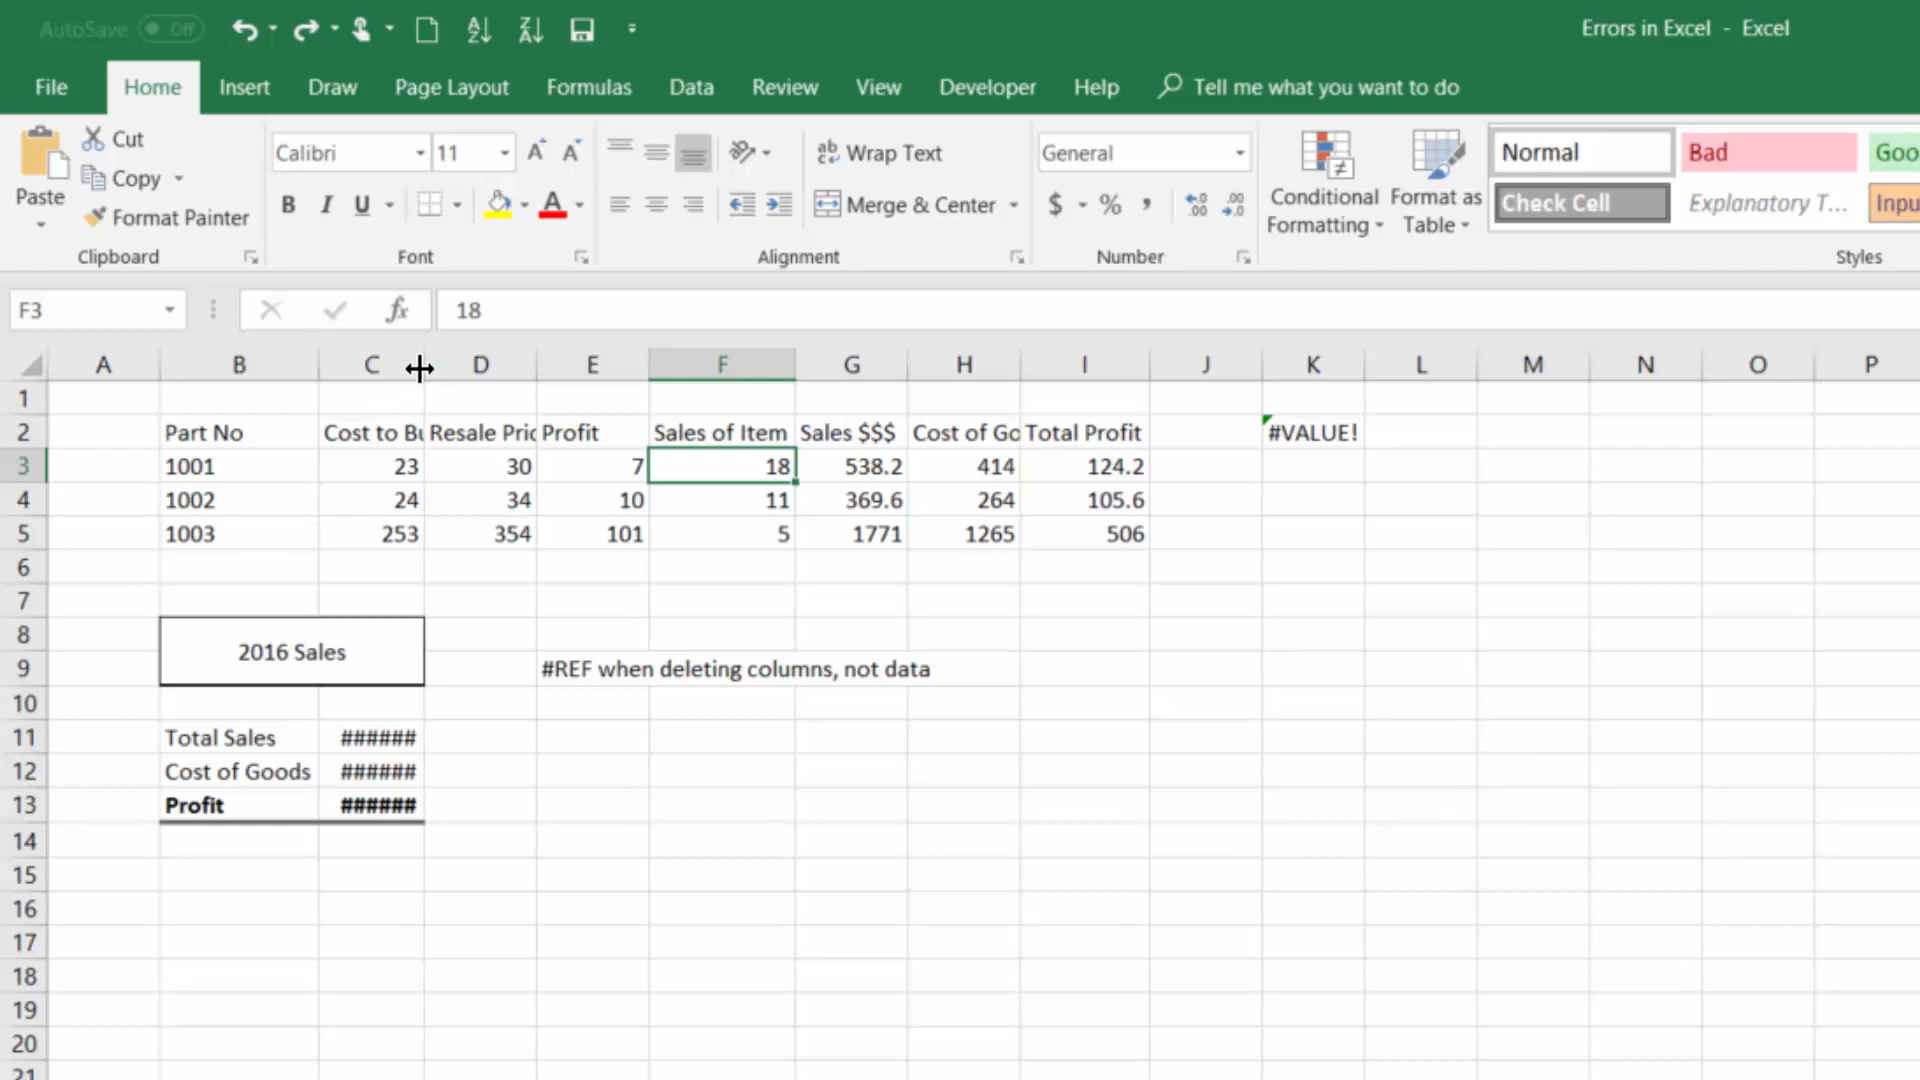 AutoSave Off
Errors in Excel - Excel
File Home Insert Draw Page Layout Formulas Data Review View Developer Help Tell me what you want to do
Paste
Cut
Copy
Format Painter
Clipboard
Calibri 11
B I U
Font
Wrap Text
Merge & Center
Alignment
General
$ % ,
Number
Conditional Formatting
Format as Table
Normal Bad Goo
Check Cell Explanatory T... Inpu
Styles
F3 fx 18
A B C D E F G H I J K L M N O P
1
2 Part No Cost to Bu Resale Pric Profit Sales of Item Sales $$$ Cost of Go Total Profit #VALUE!
3 1001 23 30 7 18 538.2 414 124.2
4 1002 24 34 10 11 369.6 264 105.6
5 1003 253 354 101 5 1771 1265 506
6
7
8
2016 Sales
9 #REF when deleting columns, not data
10
11 Total Sales ######
12 Cost of Goods ######
13 Profit ######
14
15
16
17
18
19
20
21